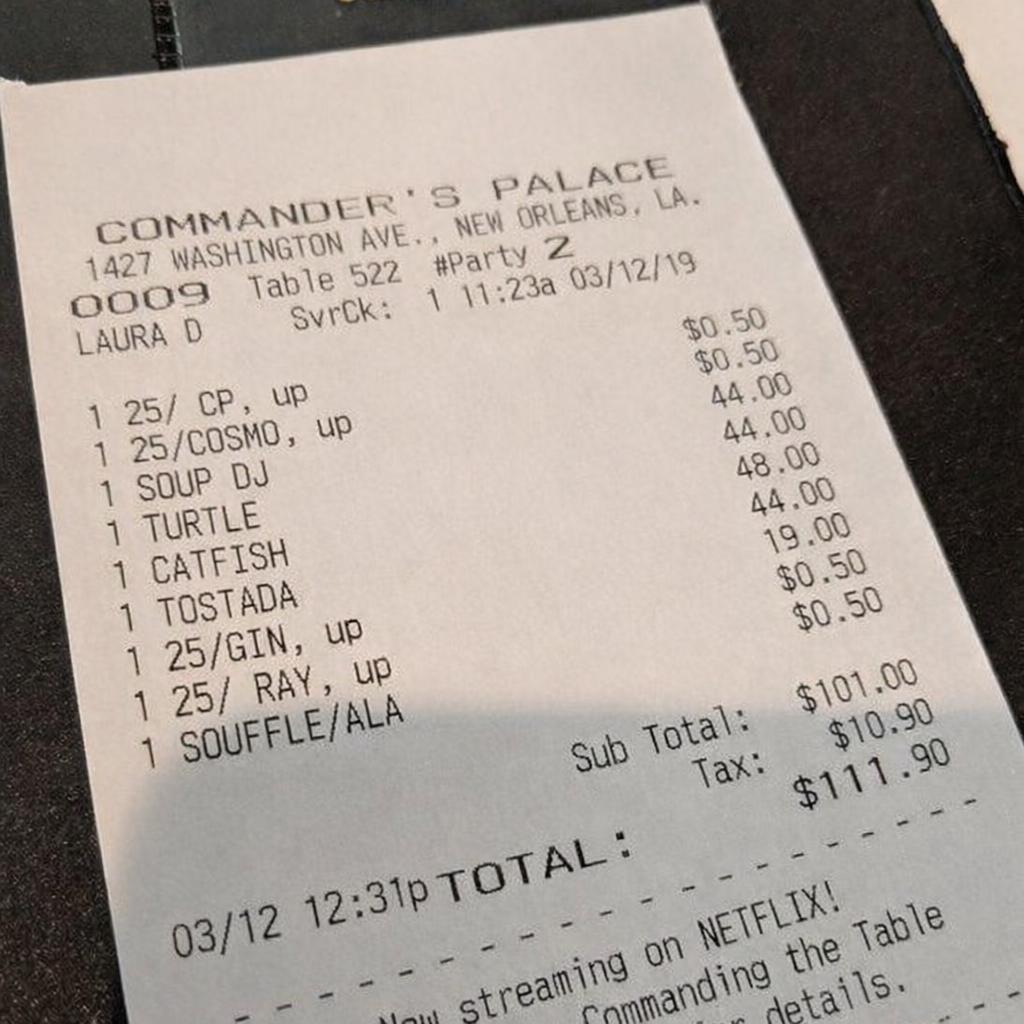 COMMANDER'S PALACE
1427 WASHINGTON AVE., NEW ORLEANS, LA.
0009 Table 522 #Party 2
LAURA D SvrCk: 1 11:23a 03/12/19
1 25/ CP, up $0.50
1 25/COSMO, up $0.50
1 SOUP DJ 44.00
1 TURTLE 44.00
1 CATFISH 48.00
1 TOSTADA 44.00
1 25/GIN, up 19.00
1 25/ RAY, up $0.50
1 SOUFFLE/ALA $0.50
Sub Total: $101.00
Tax: $10.90
03/12 12:31p TOTAL: $111.90
- - - - - - - - - - - - - - - - - - -
Now streaming on NETFLIX!
Commanding the Table
details.